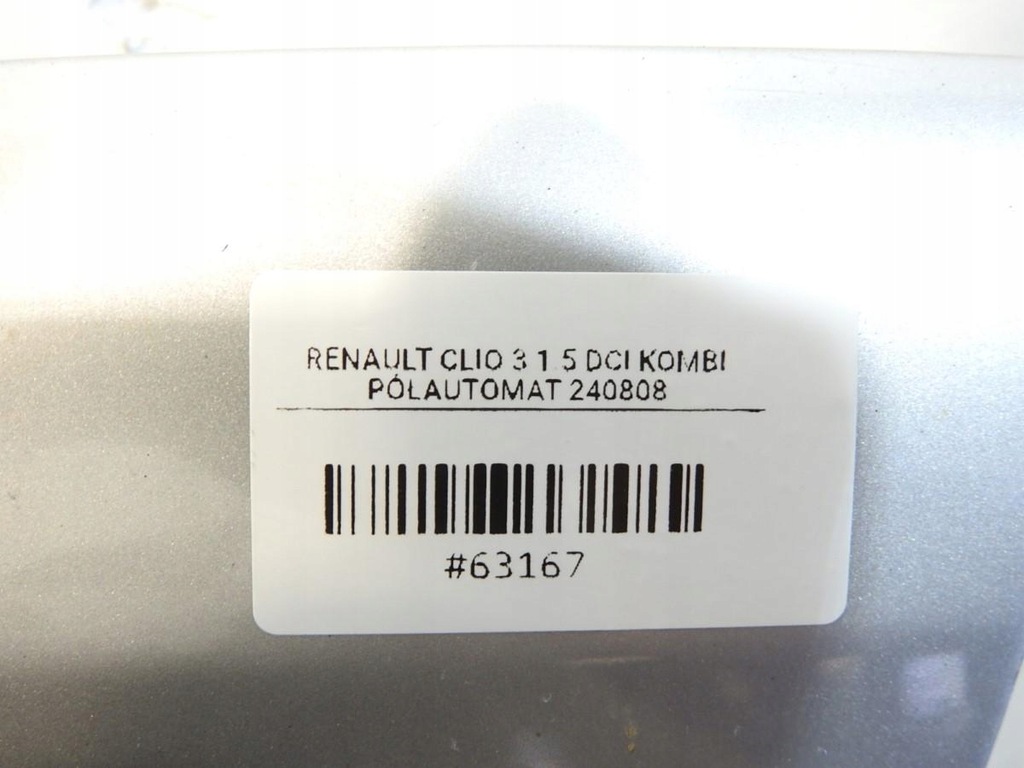 RENAULT CLIO 3 1.5 DCI KOMBI
PÓŁAUTOMAT 240808
#63167